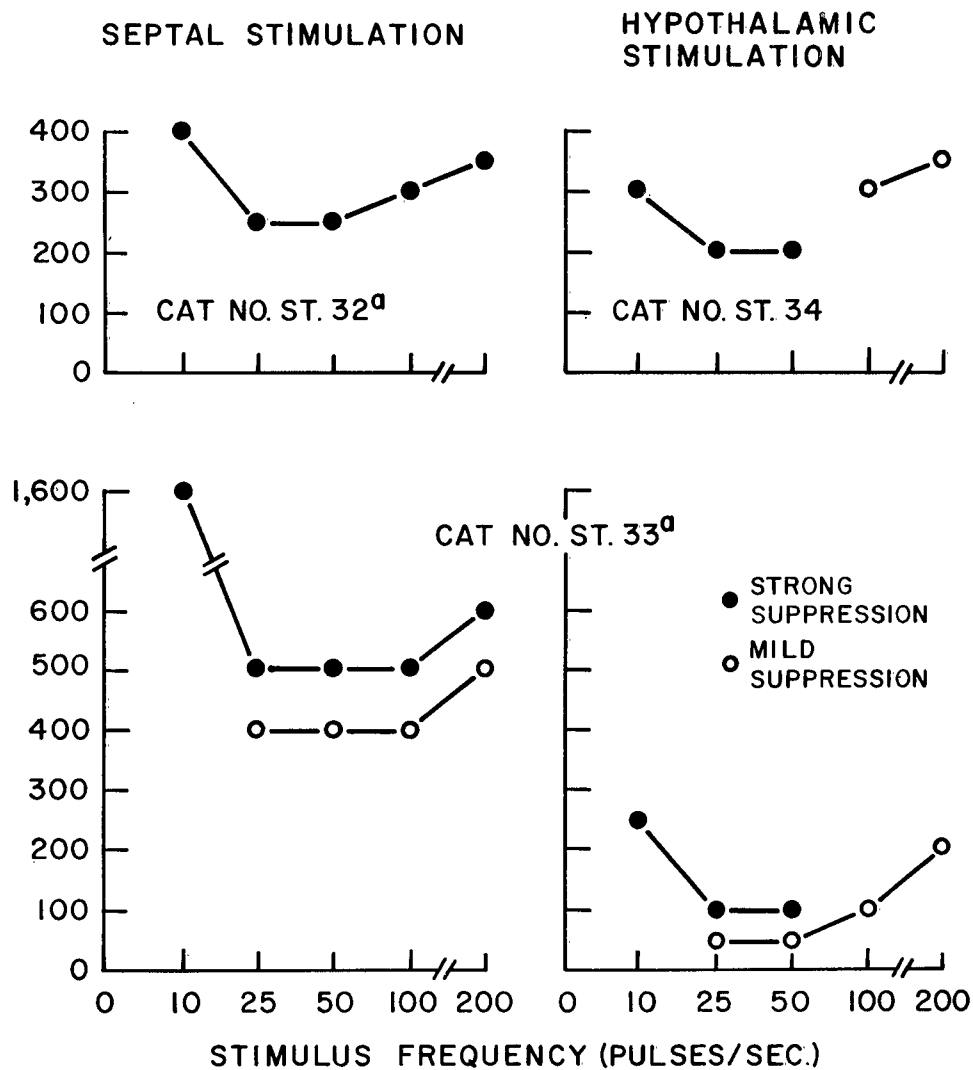 SEPTAL STIMULATION
HYPOTHALAMIC
STIMULATION
400
300
200
100
0
CAT NO. ST. 32a
CAT NO. ST. 34
1,600
600
500
400
300
200
100
0
CAT NO. ST. 33a
STRONG
SUPPRESSION
MILD
SUPPRESSION
0 10 25 50 100 200
0 10 25 50 100 200
STIMULUS FREQUENCY (PULSES/SEC.)